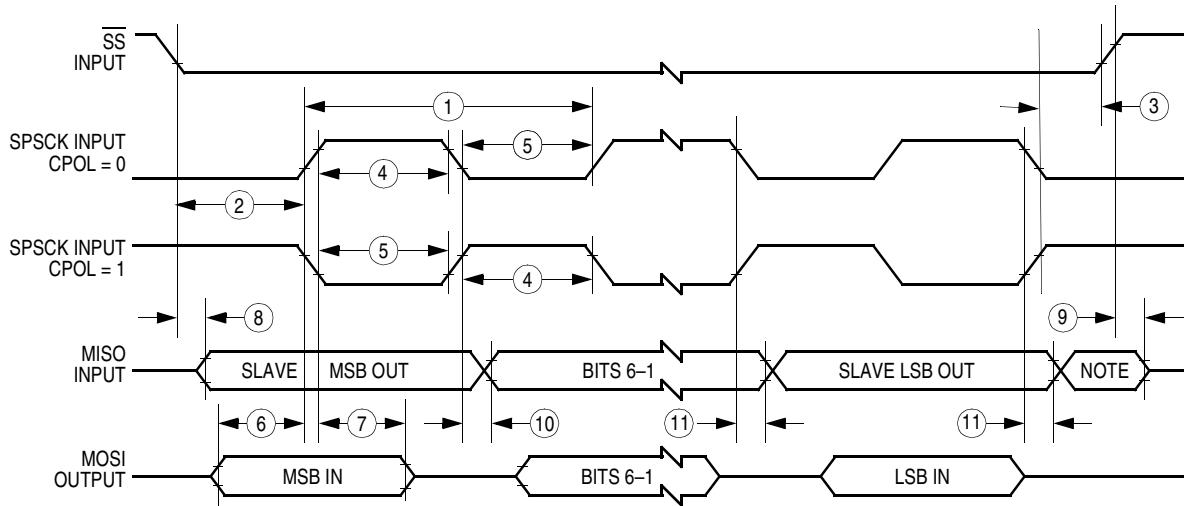 SS
INPUT
1
3
SPSCK INPUT
CPOL = 0
5
4
2
SPSCK INPUT
CPOL = 1
5
4
8
9
MISO
INPUT
SLAVE MSB OUT
BITS 6–1
SLAVE LSB OUT
NOTE
6
7
10
11
11
MOSI
OUTPUT
MSB IN
BITS 6–1
LSB IN